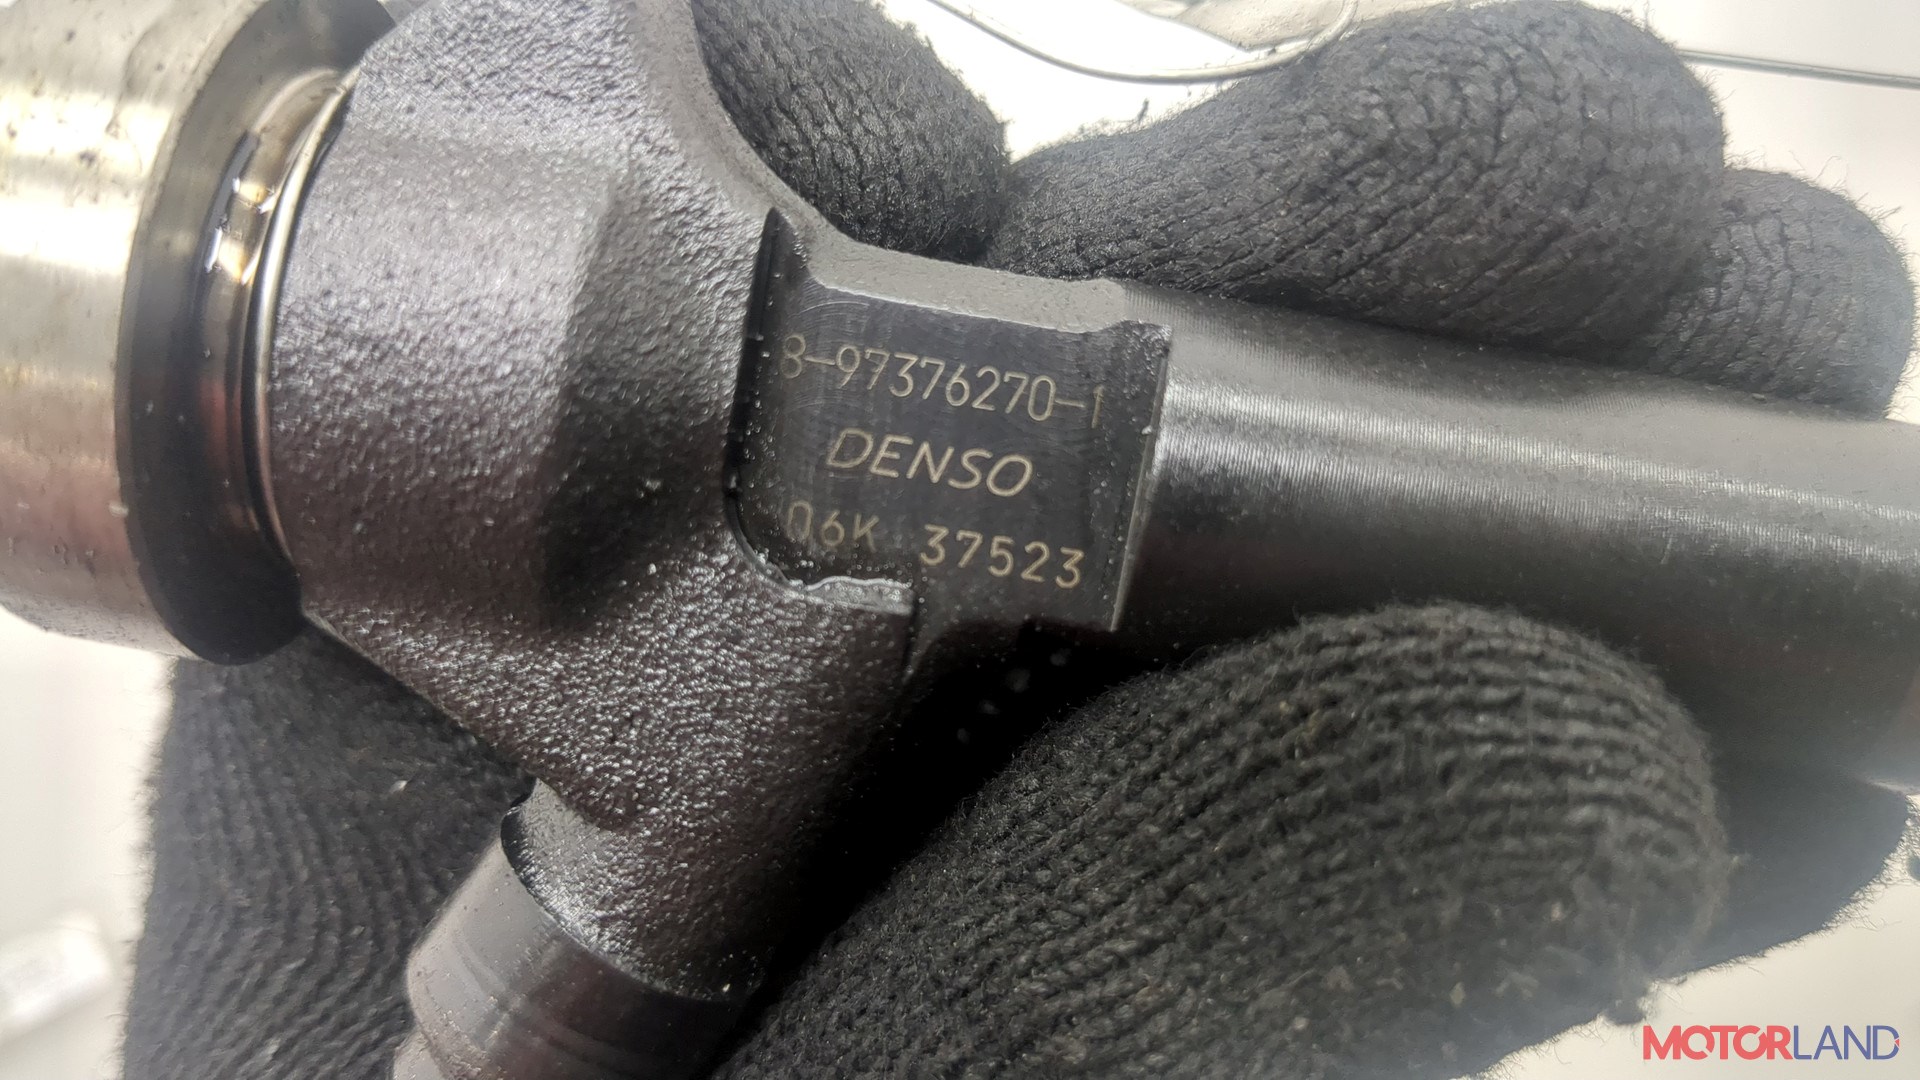 8-97376270-1
DENSO
06K 37523
MOTORLAND